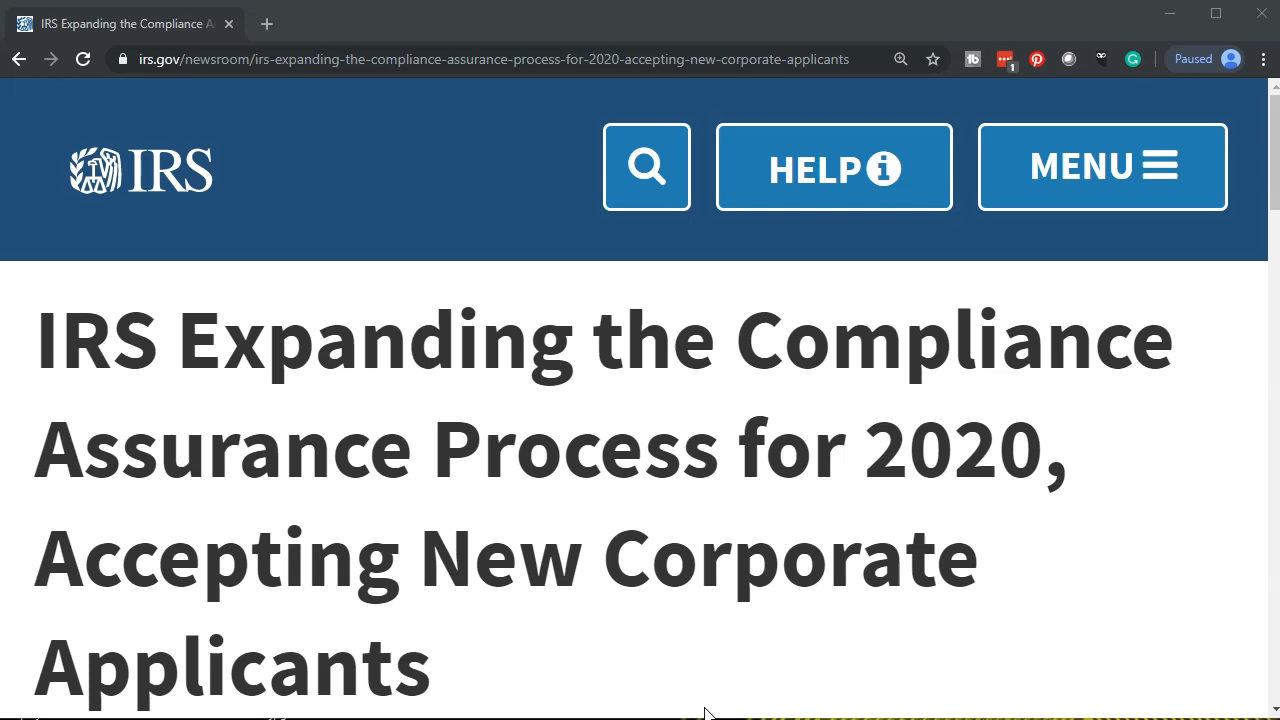 IRS Expanding the Compliance A
irs.gov/newsroom/irs-expanding-the-compliance-assurance-process-for-2020-accepting-new-corporate-applicants
1
Paused
IRS
HELP
MENU
IRS Expanding the Compliance
Assurance Process for 2020,
Accepting New Corporate
Applicants